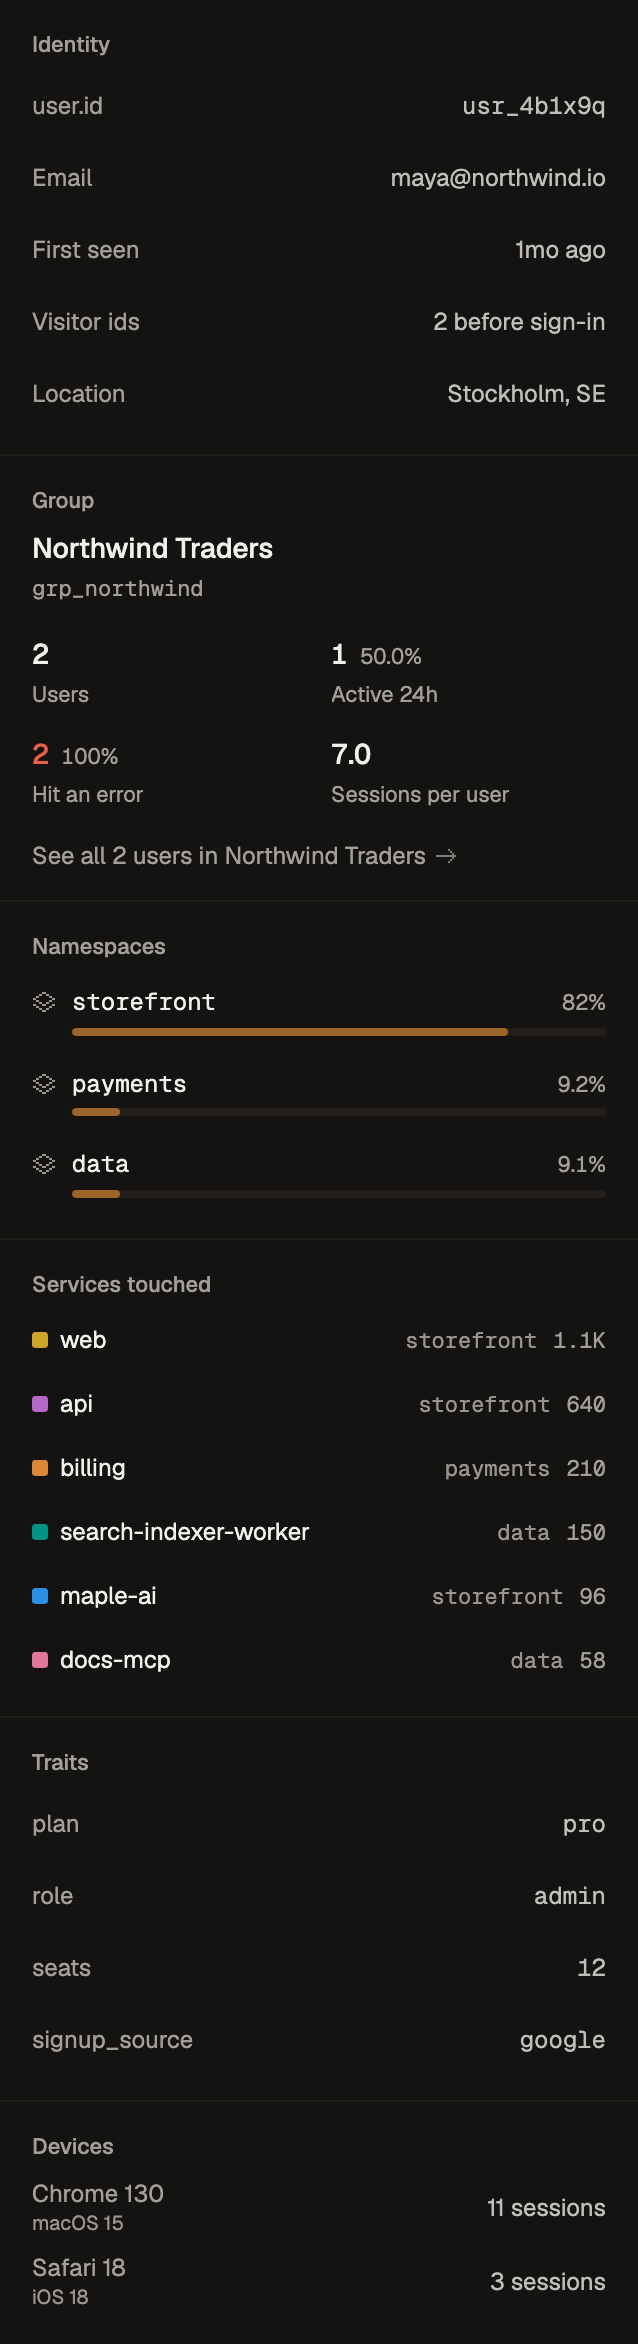 Identity
user.id usr_4b1x9q
Email maya@northwind.io
First seen 1mo ago
Visitor ids 2 before sign-in
Location Stockholm, SE
Group
Northwind Traders
grp_northwind
2 1 50.0%
Users Active 24h
2 100% 7.0
Hit an error Sessions per user
See all 2 users in Northwind Traders →
Namespaces
storefront 82%
payments 9.2%
data 9.1%
Services touched
web storefront 1.1K
api storefront 640
billing payments 210
search-indexer-worker data 150
maple-ai storefront 96
docs-mcp data 58
Traits
plan pro
role admin
seats 12
signup_source google
Devices
Chrome 130
macOS 15 11 sessions
Safari 18
iOS 18 3 sessions